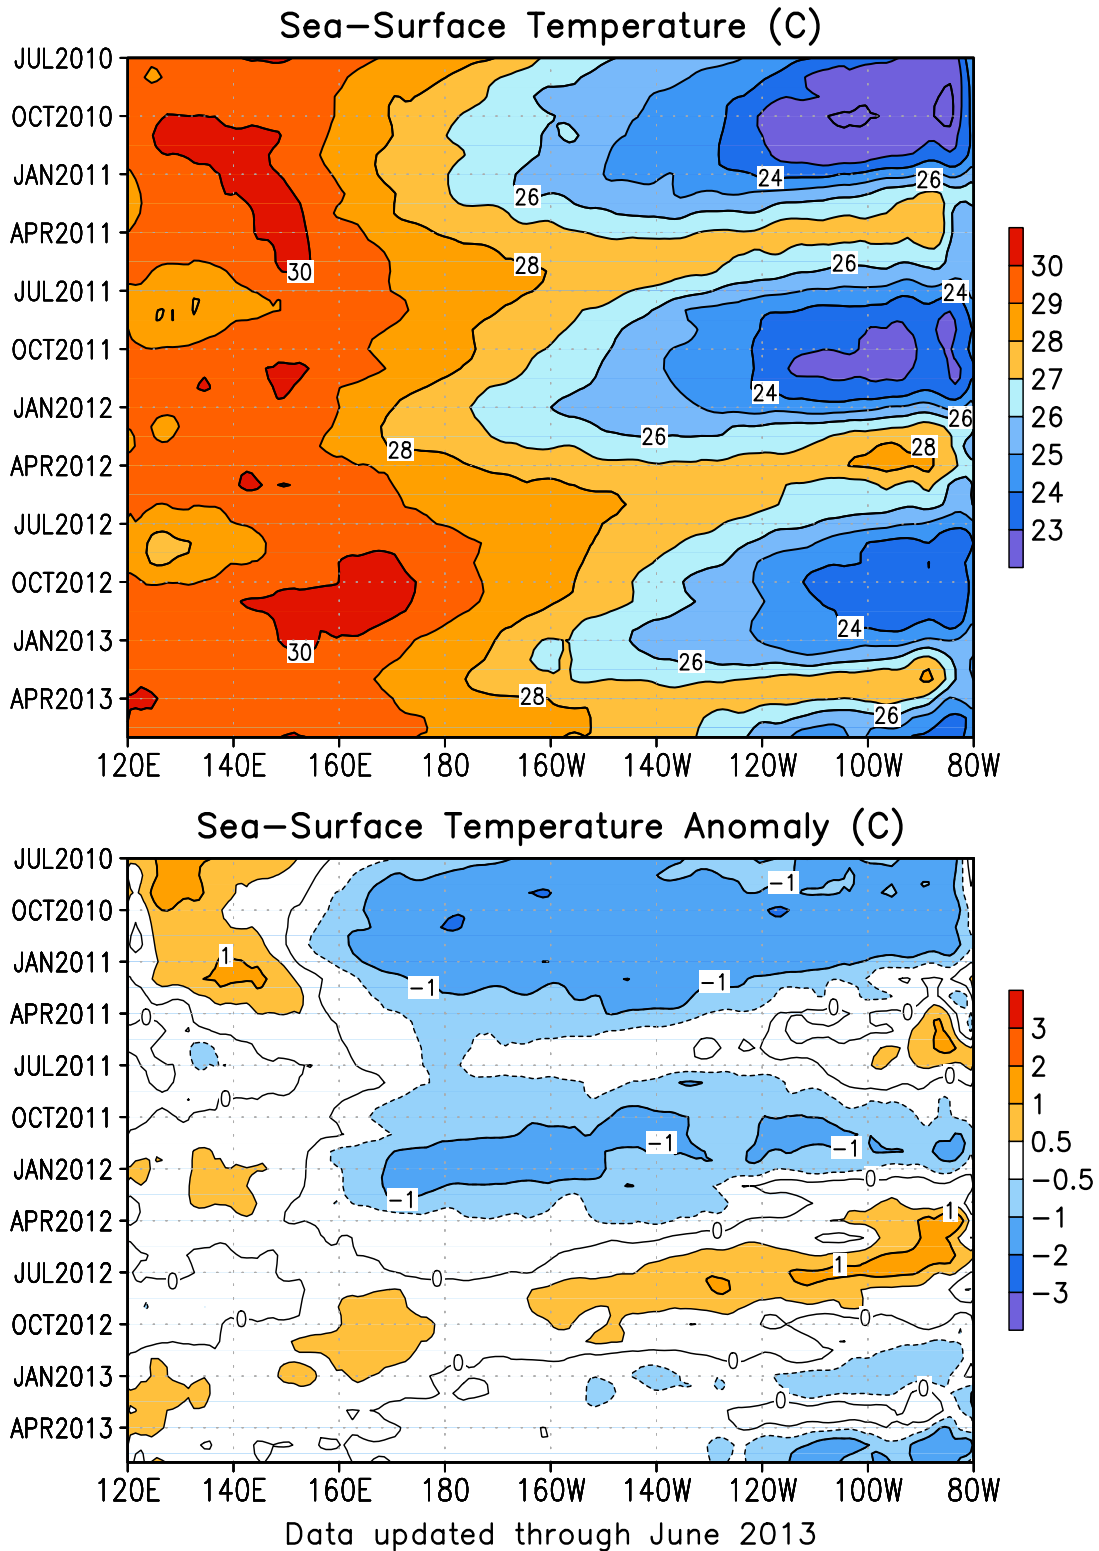 Sea-Surface Temperature (C)
JUL2010
OCT2010
JAN2011
APR2011
JUL2011
OCT2011
JAN2012
APR2012
JUL2012
OCT2012
JAN2013
APR2013
24
26
26
30
28
26
24
24
26
26
28
28
24
30
26
28
26
120E 140E 160E 180 160W 140W 120W 100W 80W
30
29
28
27
26
25
24
23
Sea-Surface Temperature Anomaly (C)
JUL2010
OCT2010
JAN2011
APR2011
JUL2011
OCT2011
JAN2012
APR2012
JUL2012
OCT2012
JAN2013
APR2013
-1
1
-1
-1
0
0
0
0
0
-1
-1
0
-1
1
0
1
0
0
0
0
0
0
0
0
120E 140E 160E 180 160W 140W 120W 100W 80W
3
2
1
0.5
-0.5
-1
-2
-3
Data updated through June 2013